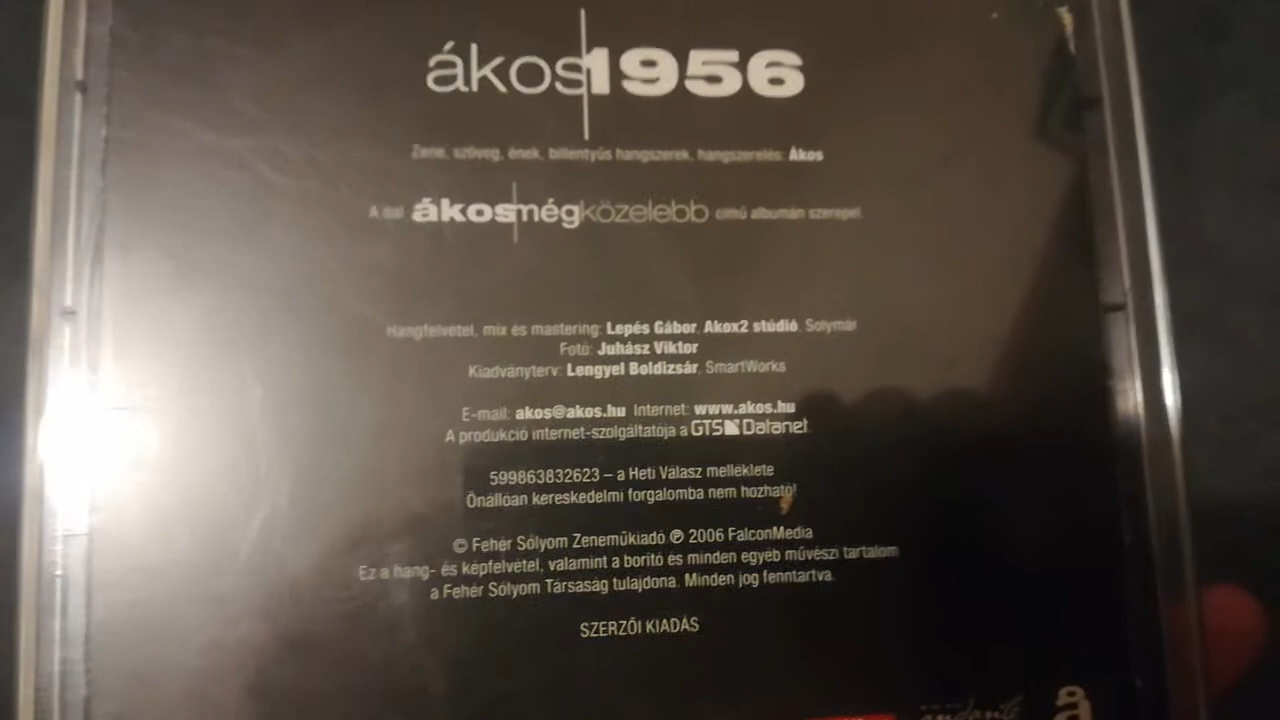 ákos1956
Zene, szöveg, ének, billentyűs hangszerek, hangszerelés: Ákos
A dal ákosmégközelebb című albumán szerepel.
Hangfelvétel, mix és mastering: Lepés Gábor, Akox2 stúdió, Solymár
Fotó: Juhász Viktor
Kiadványterv: Lengyel Boldizsár, SmartWorks
E-mail: akos@akos.hu Internet: www.akos.hu
A produkció internet-szolgáltatója a GTS Datanet
599863832623 – a Heti Válasz melléklete
Önállóan kereskedelmi forgalomba nem hozható!
© Fehér Sólyom Zeneműkiadó ℗ 2006 FalconMedia
Ez a hang- és képfelvétel, valamint a borító és minden egyéb művészi tartalom
a Fehér Sólyom Társaság tulajdona. Minden jog fenntartva.
SZERZŐI KIADÁS
å